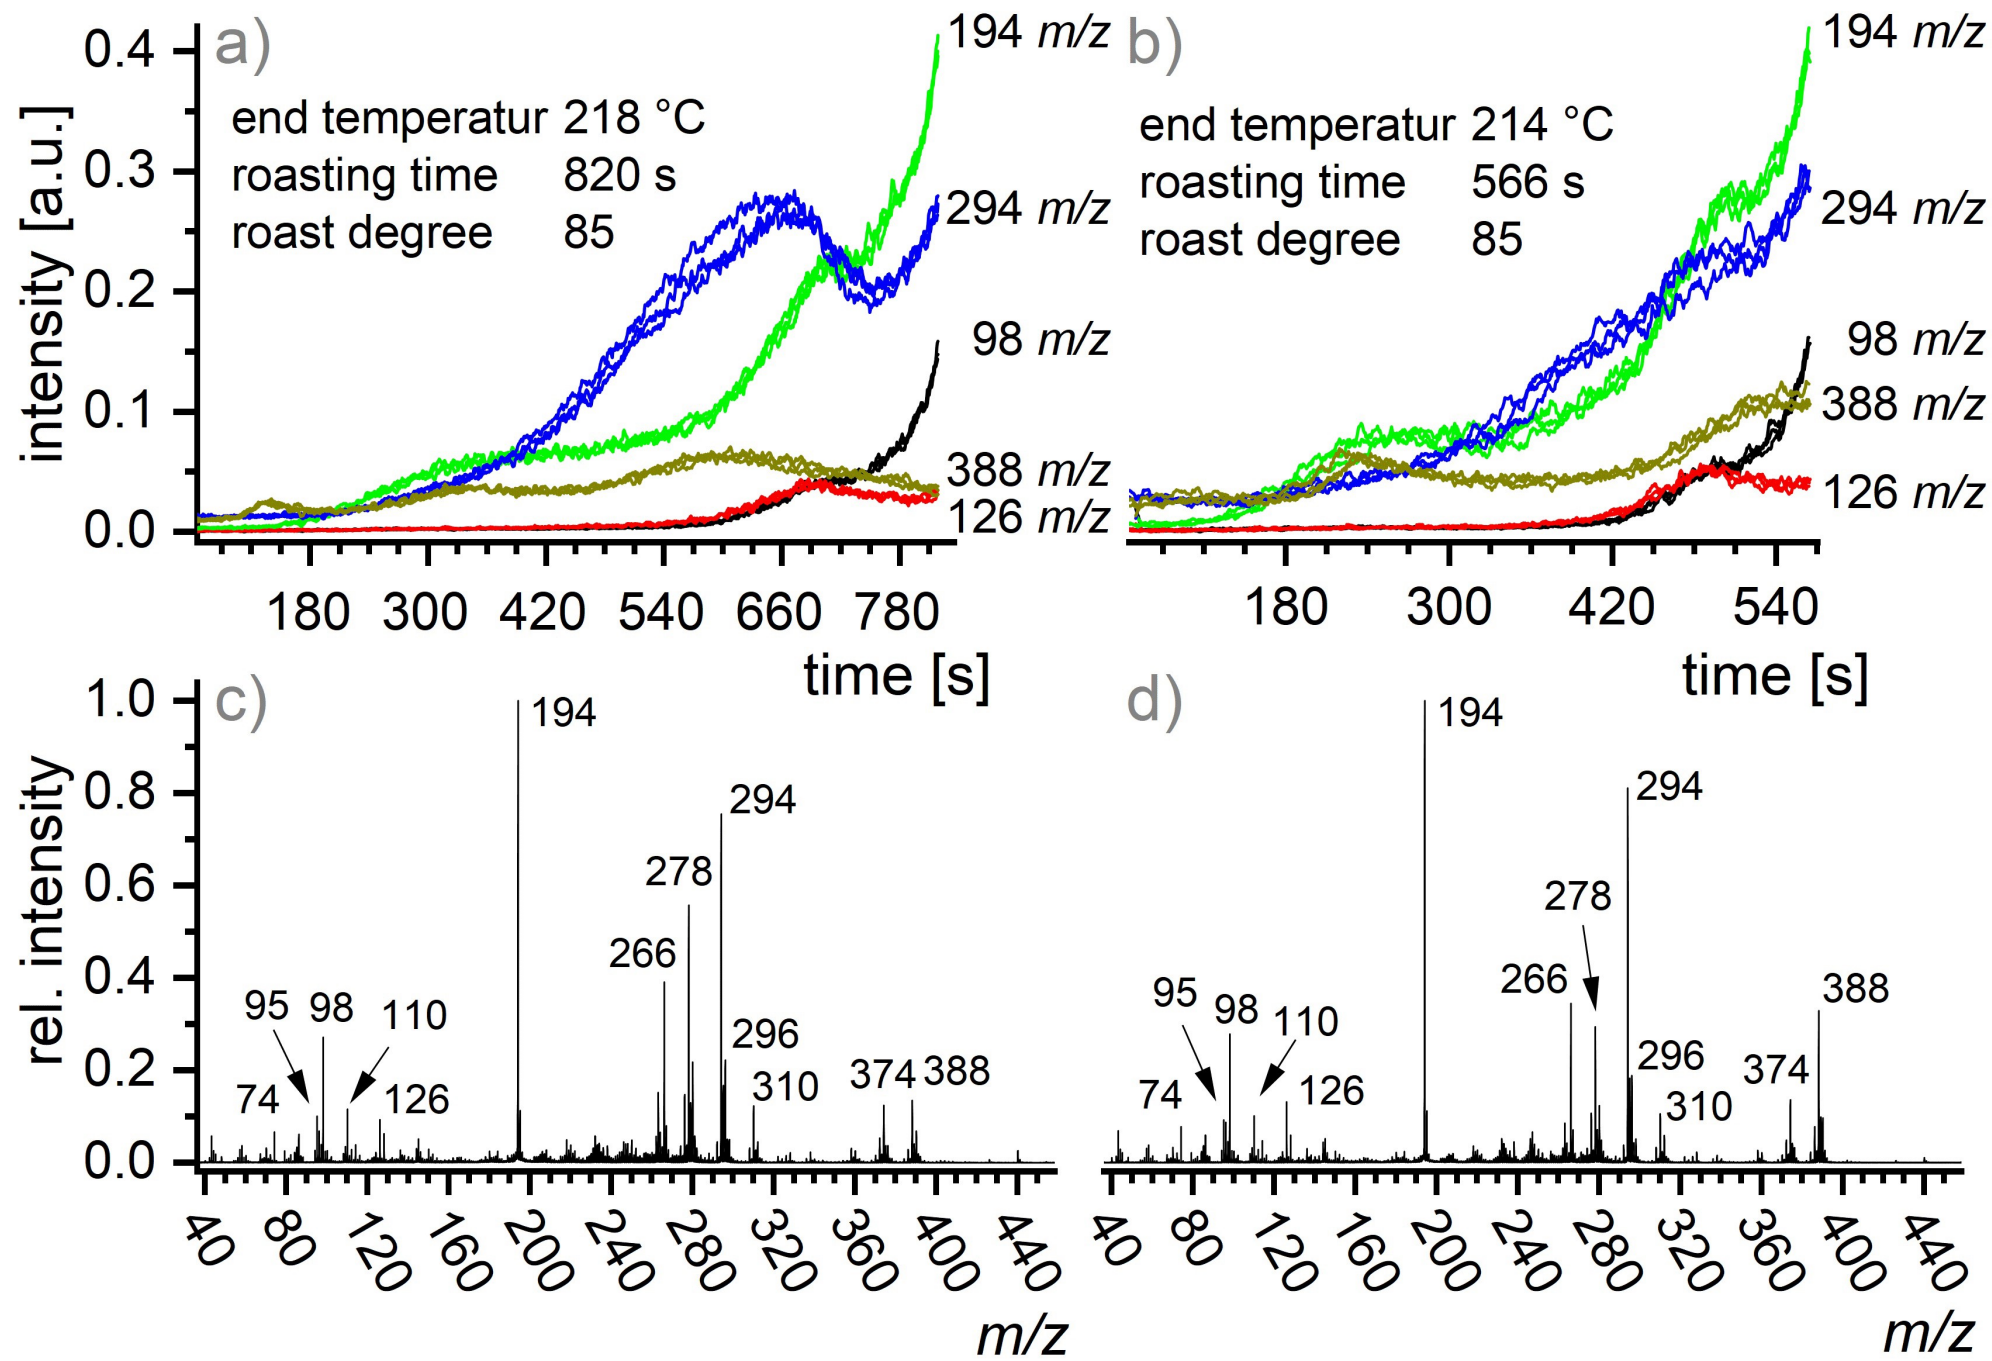 a)
end temperatur 218 °C
roasting time 820 s
roast degree 85
194 m/z
294 m/z
98 m/z
388 m/z
126 m/z
intensity [a.u.]
0.4
0.3
0.2
0.1
0.0
180 300 420 540 660 780
time [s]
b)
end temperatur 214 °C
roasting time 566 s
roast degree 85
194 m/z
294 m/z
98 m/z
388 m/z
126 m/z
180 300 420 540
time [s]
c)
rel. intensity
1.0
0.8
0.6
0.4
0.2
0.0
194
294
278
266
95 98 110
296
74 126 310 374 388
40 80 120 160 200 240 280 320 360 400 440
m/z
d)
194
294
278
266 388
95 98 110
296
74 126 310 374
40 80 120 160 200 240 280 320 360 400 440
m/z